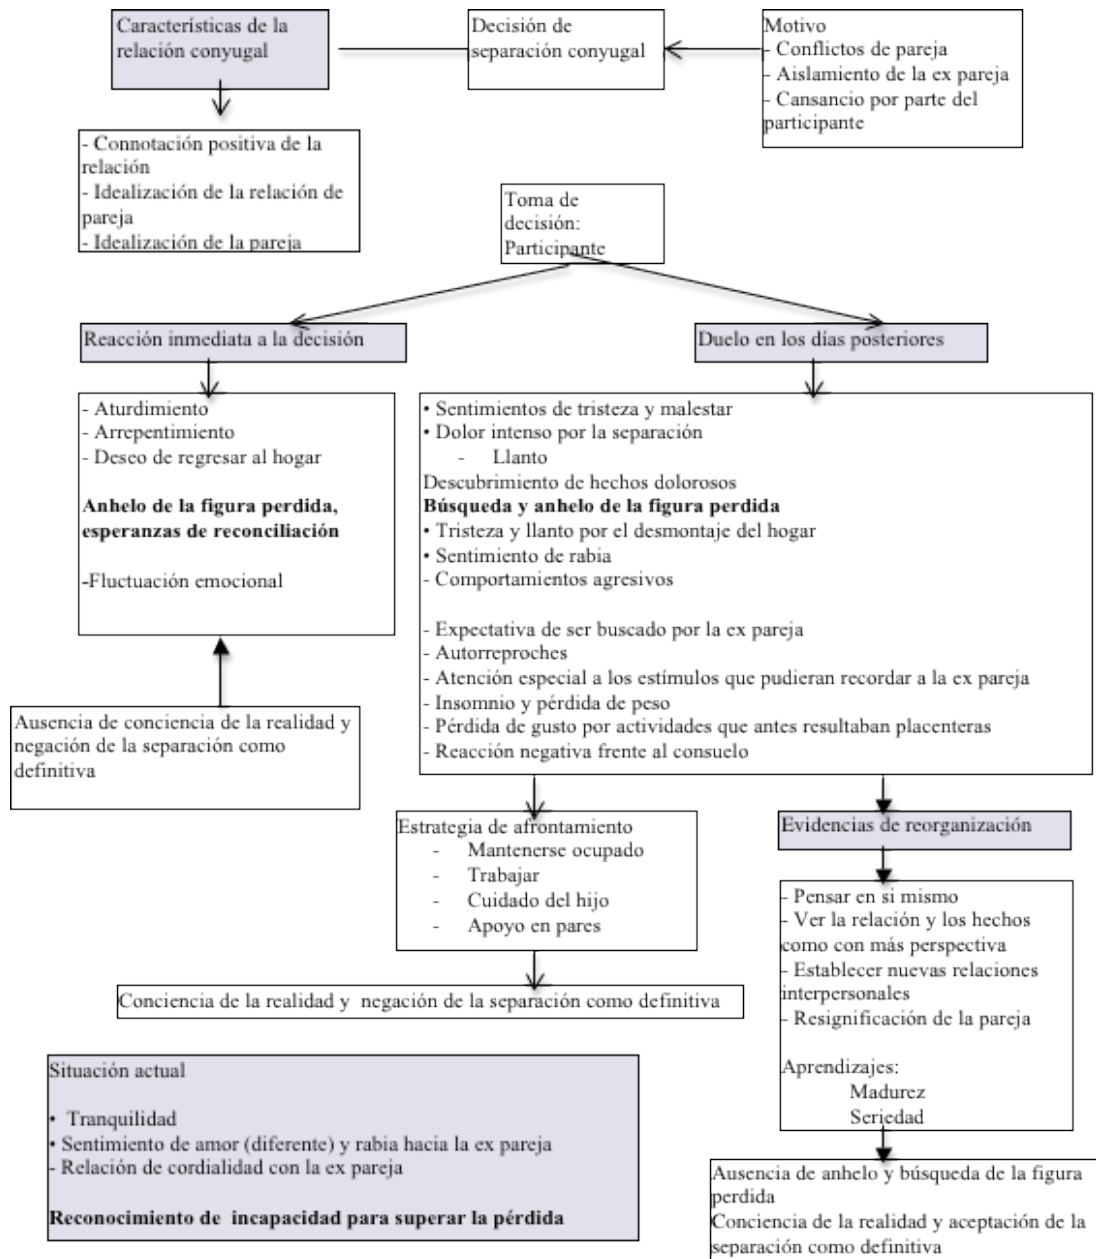 Características de la
relación conyugal
Decisión de
separación conyugal
Motivo
- Conflictos de pareja
- Aislamiento de la ex pareja
- Cansancio por parte del
participante
- Connotación positiva de la
relación
- Idealización de la relación de
pareja
- Idealización de la pareja
Toma de
decisión:
Participante
Reacción inmediata a la decisión
Duelo en los días posteriores
- Aturdimiento
- Arrepentimiento
- Deseo de regresar al hogar
Anhelo de la figura perdida,
esperanzas de reconciliación
-Fluctuación emocional
• Sentimientos de tristeza y malestar
• Dolor intenso por la separación
- Llanto
Descubrimiento de hechos dolorosos
Búsqueda y anhelo de la figura perdida
• Tristeza y llanto por el desmontaje del hogar
• Sentimiento de rabia
- Comportamientos agresivos
- Expectativa de ser buscado por la ex pareja
- Autorreproches
- Atención especial a los estímulos que pudieran recordar a la ex pareja
- Insomnio y pérdida de peso
- Pérdida de gusto por actividades que antes resultaban placenteras
- Reacción negativa frente al consuelo
Ausencia de conciencia de la realidad y
negación de la separación como
definitiva
Estrategia de afrontamiento
- Mantenerse ocupado
- Trabajar
- Cuidado del hijo
- Apoyo en pares
Evidencias de reorganización
- Pensar en si mismo
- Ver la relación y los hechos
como con más perspectiva
- Establecer nuevas relaciones
interpersonales
- Resignificación de la pareja
Aprendizajes:
Madurez
Seriedad
Conciencia de la realidad y negación de la separación como definitiva
Situación actual
• Tranquilidad
• Sentimiento de amor (diferente) y rabia hacia la ex pareja
- Relación de cordialidad con la ex pareja
Reconocimiento de incapacidad para superar la pérdida
Ausencia de anhelo y búsqueda de la figura
perdida
Conciencia de la realidad y aceptación de la
separación como definitiva